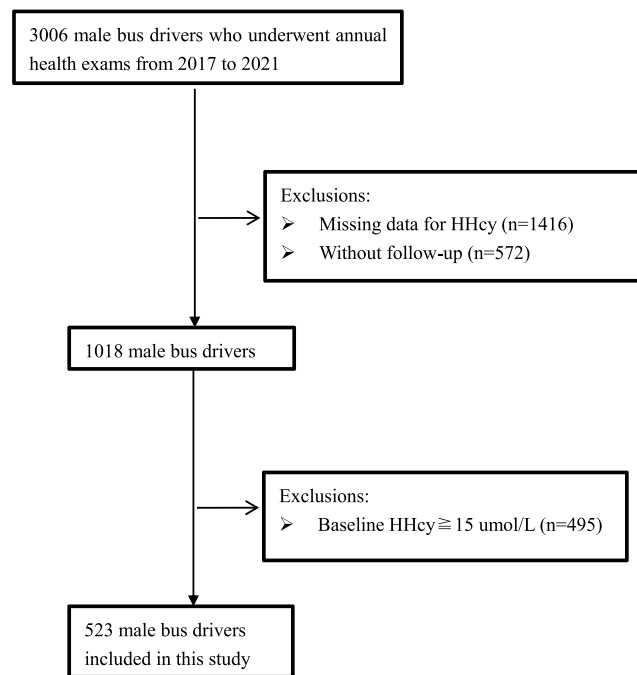 3006 male bus drivers who underwent annual
health exams from 2017 to 2021
Exclusions:
➢ Missing data for HHcy (n=1416)
➢ Without follow-up (n=572)
1018 male bus drivers
Exclusions:
➢ Baseline HHcy≧15 umol/L (n=495)
523 male bus drivers
included in this study